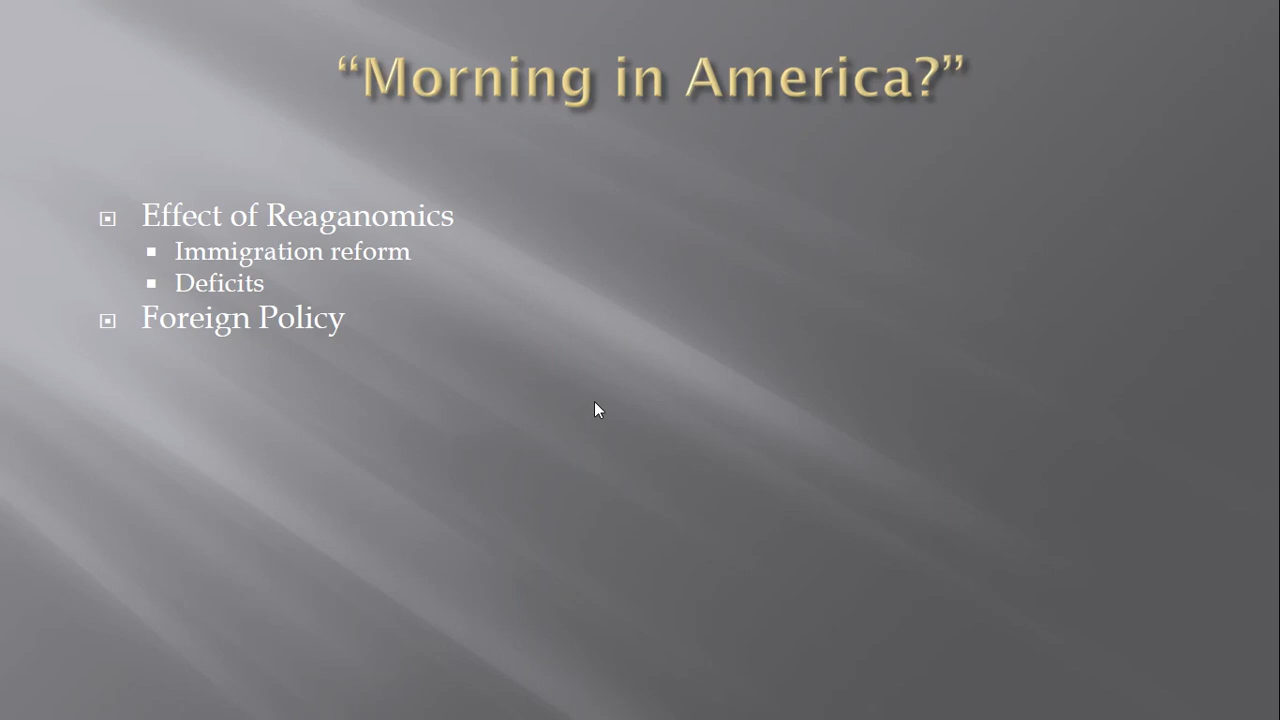 “Morning in America?”
Effect of Reaganomics
Immigration reform
Deficits
Foreign Policy